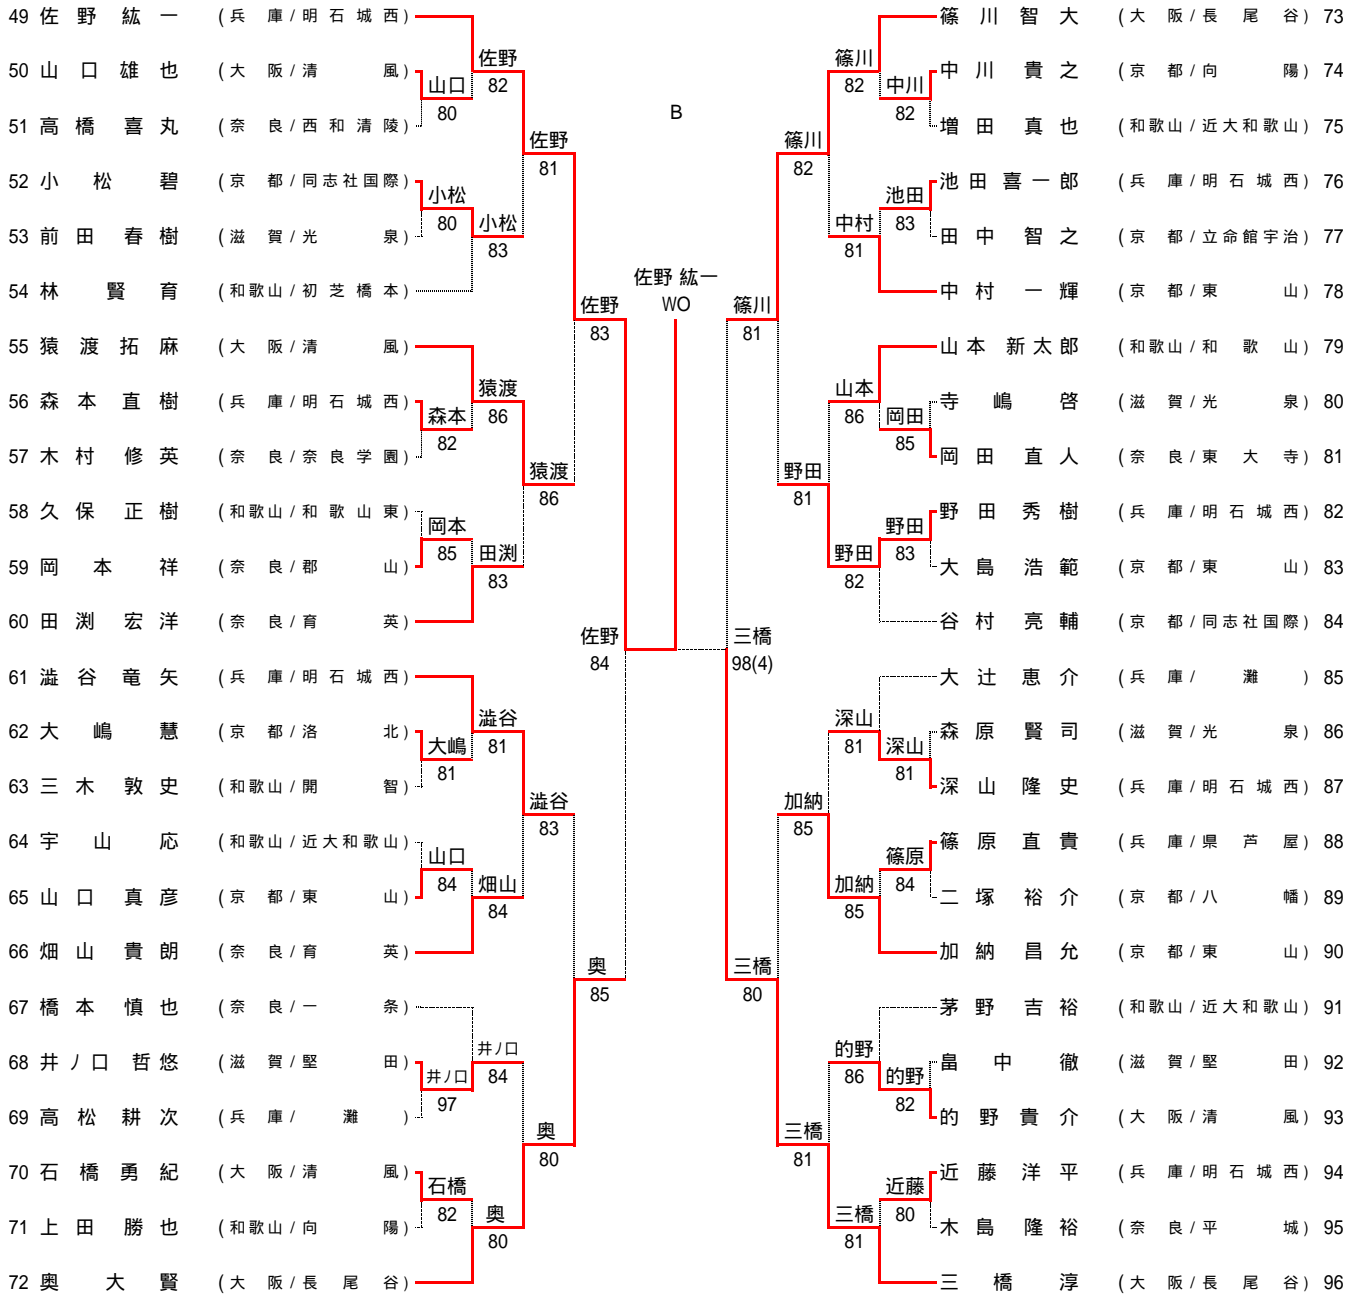 B
佐野 紘一
WO
49 佐野紘一 (兵庫/明石城西)
50 山口雄也 (大阪/清風)
51 高橋喜丸 (奈良/西和清陵)
52 小松碧 (京都/同志社国際)
53 前田春樹 (滋賀/光泉)
54 林賢育 (和歌山/初芝橋本)
55 猿渡拓麻 (大阪/清風)
56 森本直樹 (兵庫/明石城西)
57 木村修英 (奈良/奈良学園)
58 久保正樹 (和歌山/和歌山東)
59 岡本祥 (奈良/郡山)
60 田渕宏洋 (奈良/育英)
61 澁谷竜矢 (兵庫/明石城西)
62 大嶋慧 (京都/洛北)
63 三木敦史 (和歌山/開智)
64 宇山応 (和歌山/近大和歌山)
65 山口真彦 (京都/東山)
66 畑山貴朗 (奈良/育英)
67 橋本慎也 (奈良/一条)
68 井ノ口哲悠 (滋賀/堅田)
69 高松耕次 (兵庫/灘)
70 石橋勇紀 (大阪/清風)
71 上田勝也 (和歌山/向陽)
72 奥大賢 (大阪/長尾谷)
山口
80
小松
80
森本
82
岡本
85
大嶋
81
山口
84
井ノ口
97
石橋
82
佐野
82
小松
83
猿渡
86
田渕
83
澁谷
81
畑山
84
井ノ口
84
奥
80
佐野
81
猿渡
86
澁谷
83
奥
80
佐野
83
奥
85
佐野
84
三橋
98(4)
篠川
81
三橋
80
篠川
82
野田
81
加納
85
三橋
81
篠川
82
中村
81
山本
86
野田
82
深山
81
加納
85
的野
86
三橋
81
中川
82
池田
83
岡田
85
野田
83
深山
81
篠原
84
的野
82
近藤
80
篠川智大 (大阪/長尾谷) 73
中川貴之 (京都/向陽) 74
増田真也 (和歌山/近大和歌山) 75
池田喜一郎 (兵庫/明石城西) 76
田中智之 (京都/立命館宇治) 77
中村一輝 (京都/東山) 78
山本新太郎 (和歌山/和歌山) 79
寺嶋啓 (滋賀/光泉) 80
岡田直人 (奈良/東大寺) 81
野田秀樹 (兵庫/明石城西) 82
大島浩範 (京都/東山) 83
谷村亮輔 (京都/同志社国際) 84
大辻恵介 (兵庫/灘) 85
森原賢司 (滋賀/光泉) 86
深山隆史 (兵庫/明石城西) 87
篠原直貴 (兵庫/県芦屋) 88
二塚裕介 (京都/八幡) 89
加納昌允 (京都/東山) 90
茅野吉裕 (和歌山/近大和歌山) 91
畠中徹 (滋賀/堅田) 92
的野貴介 (大阪/清風) 93
近藤洋平 (兵庫/明石城西) 94
木島隆裕 (奈良/平城) 95
三橋淳 (大阪/長尾谷) 96